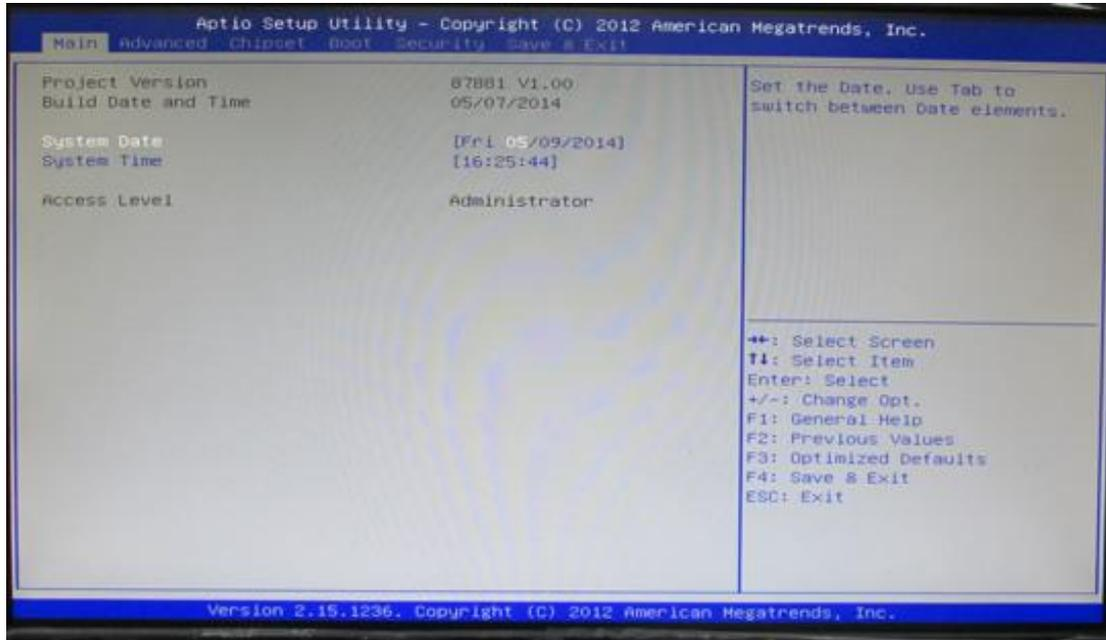 Aptio Setup Utility - Copyright (C) 2012 American Megatrends, Inc.
Main Advanced Chipset Boot Security Save & Exit
Project Version 87881 V1.00
Build Date and Time 05/07/2014
System Date [Fri 05/09/2014]
System Time [16:25:44]
Access Level Administrator
Set the Date. Use Tab to
switch between Date elements.
→←: Select Screen
↑↓: Select Item
Enter: Select
+/-: Change Opt.
F1: General Help
F2: Previous Values
F3: Optimized Defaults
F4: Save & Exit
ESC: Exit
Version 2.15.1236. Copyright (C) 2012 American Megatrends, Inc.